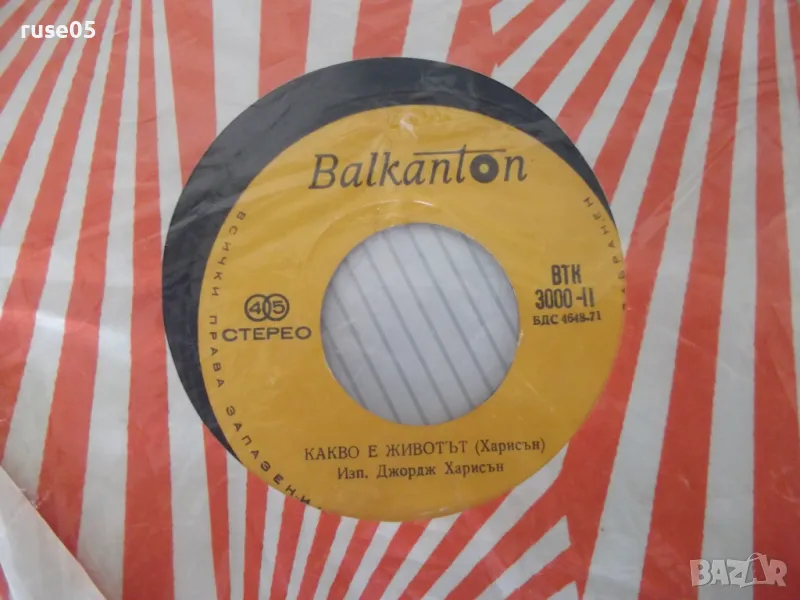 ruse05
Balkanton
ВСИЧКИ ПРАВА ЗАПАЗЕНИ
45
СТЕРЕО
ВТК
3000-II
БДС 4648-71
КАКВО Е ЖИВОТЪТ (Харисън)
Изп. Джордж Харисън
BAZAR